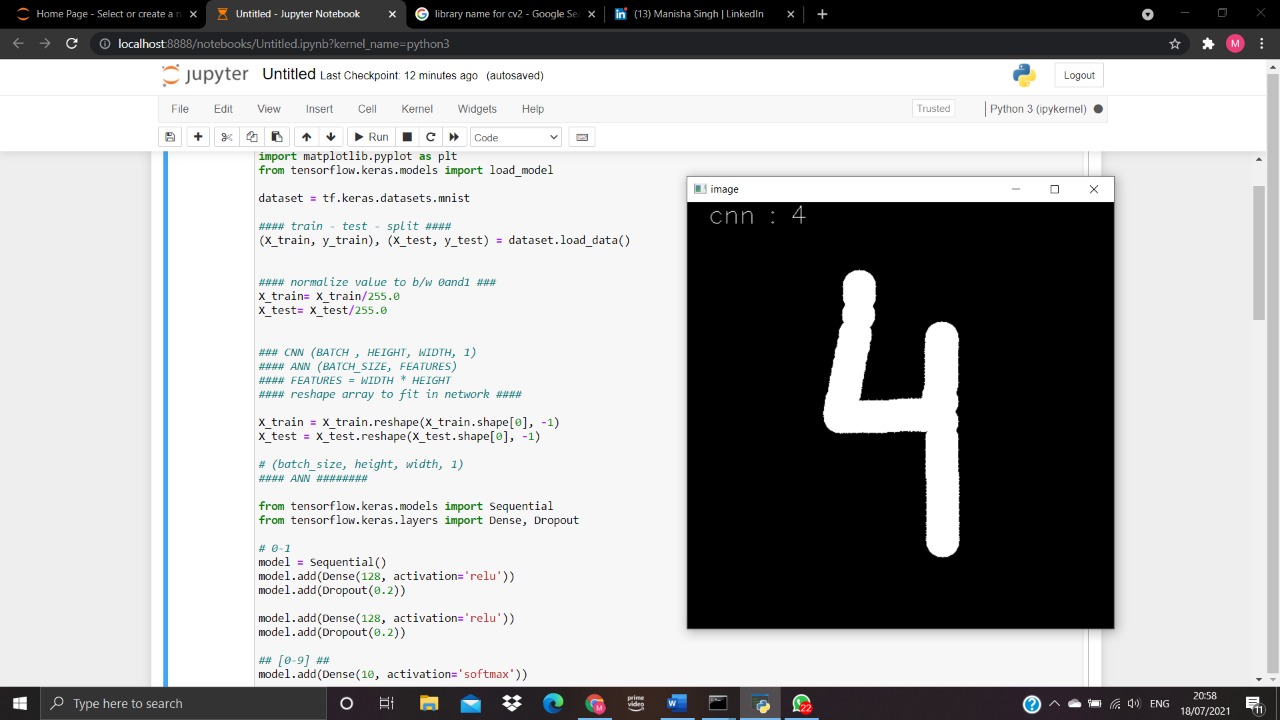 Home Page - Select or create a n
Untitled - Jupyter Notebook
library name for cv2 - Google Se
(13) Manisha Singh | LinkedIn
localhost:8888/notebooks/Untitled.ipynb?kernel_name=python3
M
jupyter Untitled Last Checkpoint: 12 minutes ago (autosaved)
Logout
File Edit View Insert Cell Kernel Widgets Help
Trusted
Python 3 (ipykernel)
Run
Code
import matplotlib.pyplot as plt
from tensorflow.keras.models import load_model
dataset = tf.keras.datasets.mnist
#### train - test - split ####
(X_train, y_train), (X_test, y_test) = dataset.load_data()
#### normalize value to b/w 0and1 ###
X_train= X_train/255.0
X_test= X_test/255.0
### CNN (BATCH , HEIGHT, WIDTH, 1)
#### ANN (BATCH_SIZE, FEATURES)
#### FEATURES = WIDTH * HEIGHT
#### reshape array to fit in network ####
X_train = X_train.reshape(X_train.shape[0], -1)
X_test = X_test.reshape(X_test.shape[0], -1)
# (batch_size, height, width, 1)
#### ANN ########
from tensorflow.keras.models import Sequential
from tensorflow.keras.layers import Dense, Dropout
# 0-1
model = Sequential()
model.add(Dense(128, activation='relu'))
model.add(Dropout(0.2))
model.add(Dense(128, activation='relu'))
model.add(Dropout(0.2))
## [0-9] ##
model.add(Dense(10, activation='softmax'))
image
cnn : 4
4
Type here to search
prime
video
22
ENG
20:58
18/07/2021
11